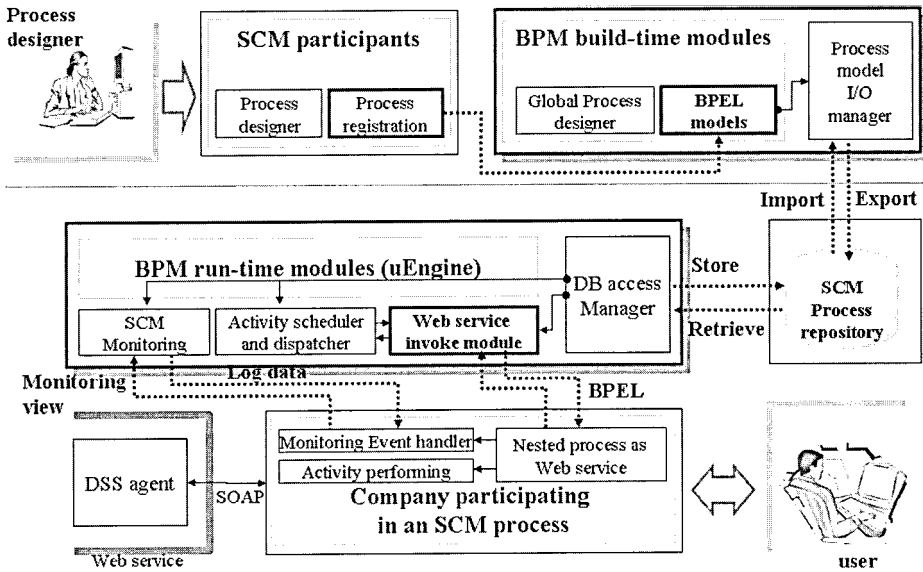 Process
designer
SCM participants
Process
designer
Process
registration
BPM build-time modules
Global Process
designer
BPEL
models
Process
model
I/O
manager
Import
Export
BPM run-time modules (uEngine)
DB access
Manager
SCM
Monitoring
Activity scheduler
and dispatcher
Web service
invoke module
Store
Retrieve
SCM
Process
repository
Monitoring
view
Log data
BPEL
DSS agent
Web service
SOAP
Monitoring Event handler
Activity performing
Nested process as
Web service
Company participating
in an SCM process
user